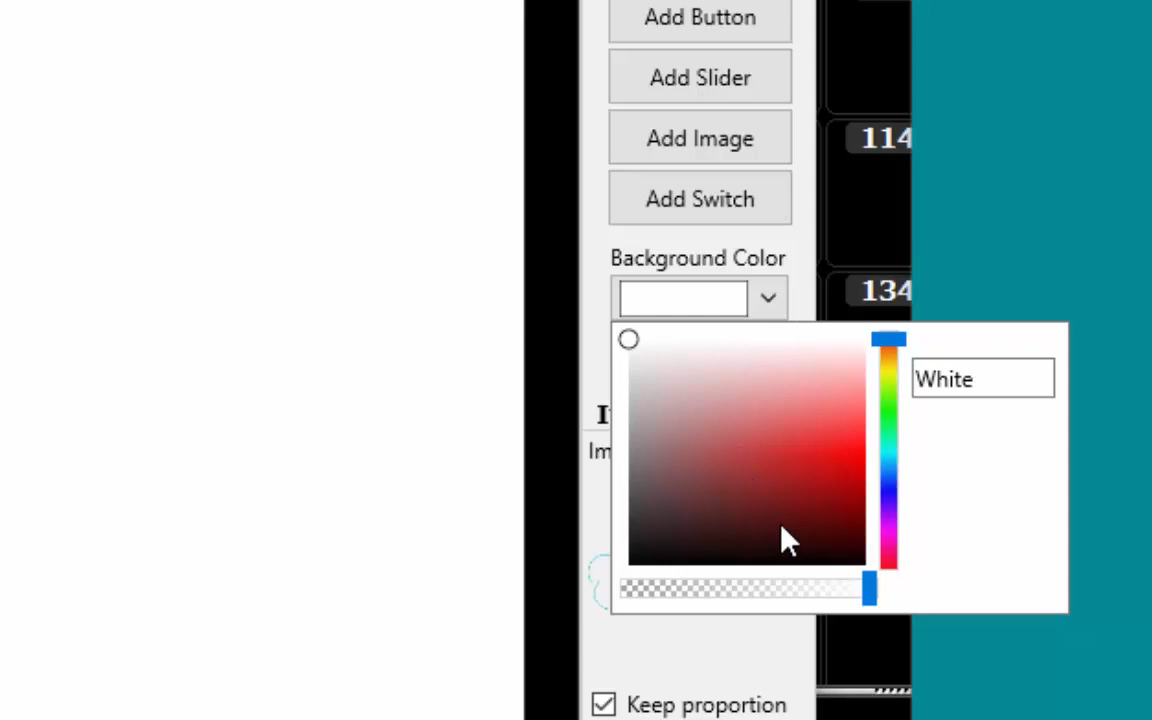 Add Button
Add Slider
114
Add Image
Add Switch
Background Color
134
White
Keep proportion